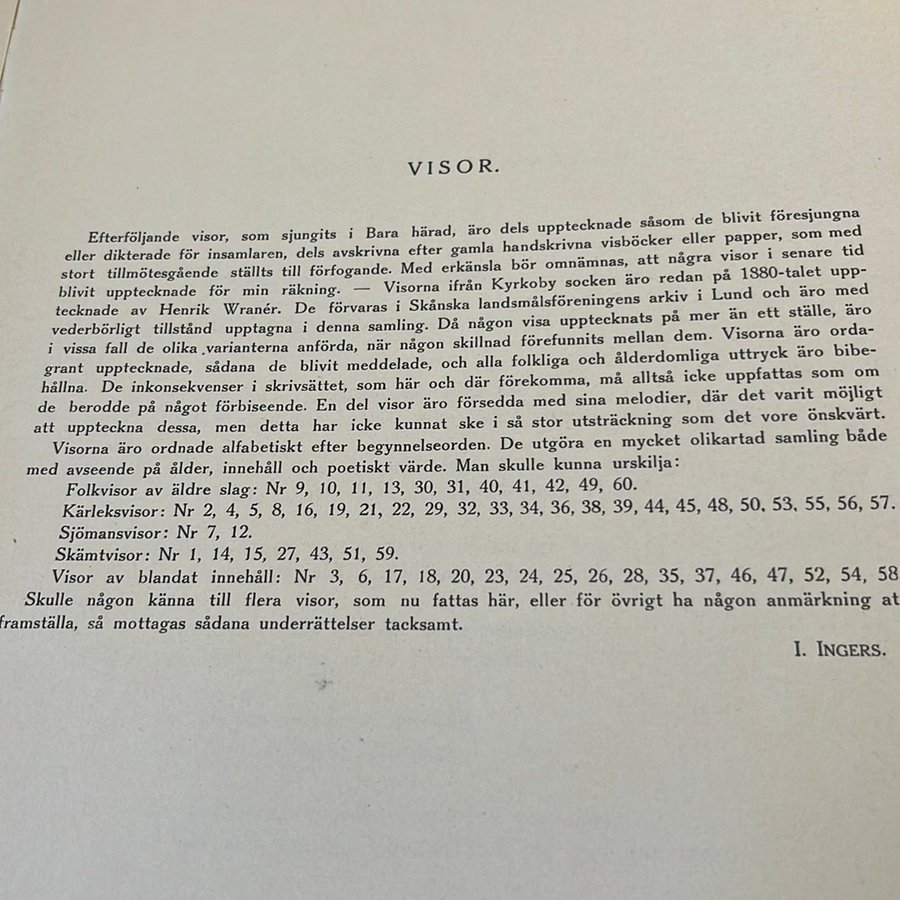 VISOR.
Efterföljande visor, som sjungits i Bara härad, äro dels upptecknade såsom de blivit föresjungna
eller dikterade för insamlaren, dels avskrivna efter gamla handskrivna visböcker eller papper, som med
stort tillmötesgående ställts till förfogande. Med erkänsla bör omnämnas, att några visor i senare tid
blivit upptecknade för min räkning. — Visorna ifrån Kyrkoby socken äro redan på 1880-talet upp-
tecknade av Henrik Wranér. De förvaras i Skånska landsmålsföreningens arkiv i Lund och äro med
vederbörligt tillstånd upptagna i denna samling. Då någon visa upptecknats på mer än ett ställe, äro
i vissa fall de olika varianterna anförda, när någon skillnad förefunnits mellan dem. Visorna äro orda-
grant upptecknade, sådana de blivit meddelade, och alla folkliga och ålderdomliga uttryck äro bibe-
hållna. De inkonsekvenser i skrivsättet, som här och där förekomma, må alltså icke uppfattas som om
de berodde på något förbiseende. En del visor äro försedda med sina melodier, där det varit möjligt
att uppteckna dessa, men detta har icke kunnat ske i så stor utsträckning som det vore önskvärt.
Visorna äro ordnade alfabetiskt efter begynnelseorden. De utgöra en mycket olikartad samling både
med avseende på ålder, innehåll och poetiskt värde. Man skulle kunna urskilja:
Folkvisor av äldre slag: Nr 9, 10, 11, 13, 30, 31, 40, 41, 42, 49, 60.
Kärleksvisor: Nr 2, 4, 5, 8, 16, 19, 21, 22, 29, 32, 33, 34, 36, 38, 39, 44, 45, 48, 50, 53, 55, 56, 57.
Sjömansvisor: Nr 7, 12.
Skämtvisor: Nr 1, 14, 15, 27, 43, 51, 59.
Visor av blandat innehåll: Nr 3, 6, 17, 18, 20, 23, 24, 25, 26, 28, 35, 37, 46, 47, 52, 54, 58
Skulle någon känna till flera visor, som nu fattas här, eller för övrigt ha någon anmärkning at
framställa, så mottagas sådana underrättelser tacksamt.
I. INGERS.